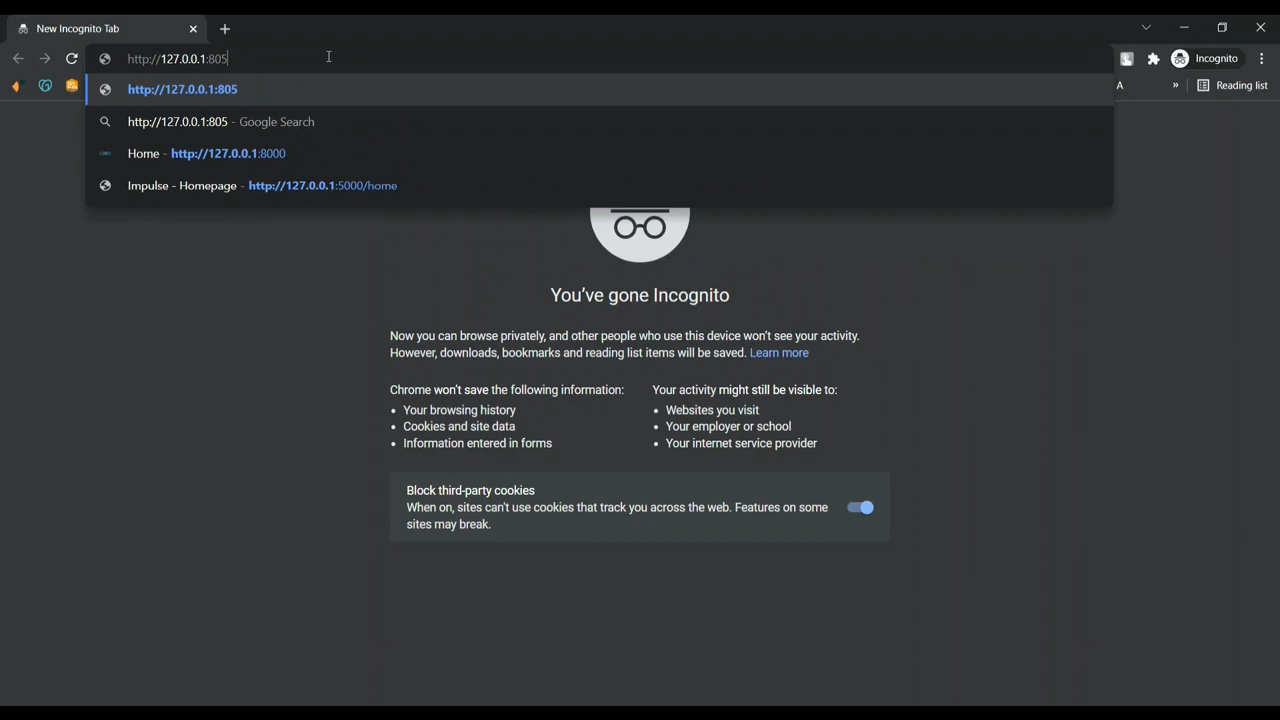 New Incognito Tab
http://127.0.0.1:805
Incognito
A
»
Reading list
http://127.0.0.1:805
http://127.0.0.1:805 - Google Search
Home - http://127.0.0.1:8000
Impulse - Homepage - http://127.0.0.1:5000/home
You've gone Incognito
Now you can browse privately, and other people who use this device won't see your activity.
However, downloads, bookmarks and reading list items will be saved. Learn more
Chrome won't save the following information:
• Your browsing history
• Cookies and site data
• Information entered in forms
Your activity might still be visible to:
• Websites you visit
• Your employer or school
• Your internet service provider
Block third-party cookies
When on, sites can't use cookies that track you across the web. Features on some
sites may break.